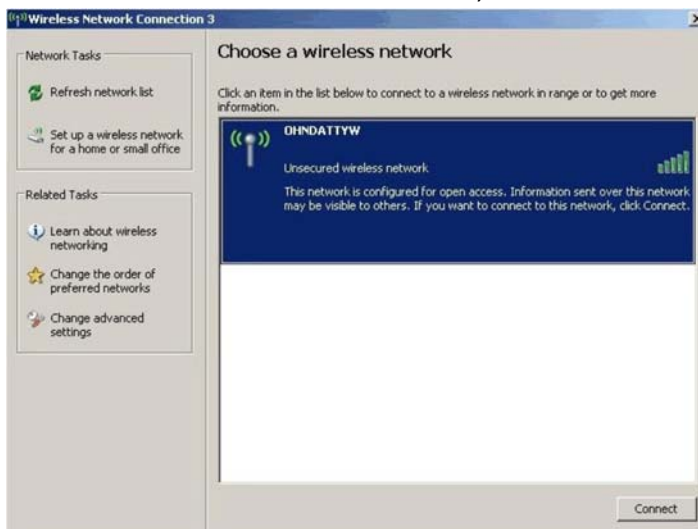 Wireless Network Connection 3
Network Tasks
Refresh network list
Set up a wireless network
for a home or small office
Related Tasks
Learn about wireless
networking
Change the order of
preferred networks
Change advanced
settings
Choose a wireless network
Click an item in the list below to connect to a wireless network in range or to get more
information.
OHNDATTYW
Unsecured wireless network
This network is configured for open access. Information sent over this network
may be visible to others. If you want to connect to this network, click Connect.
Connect